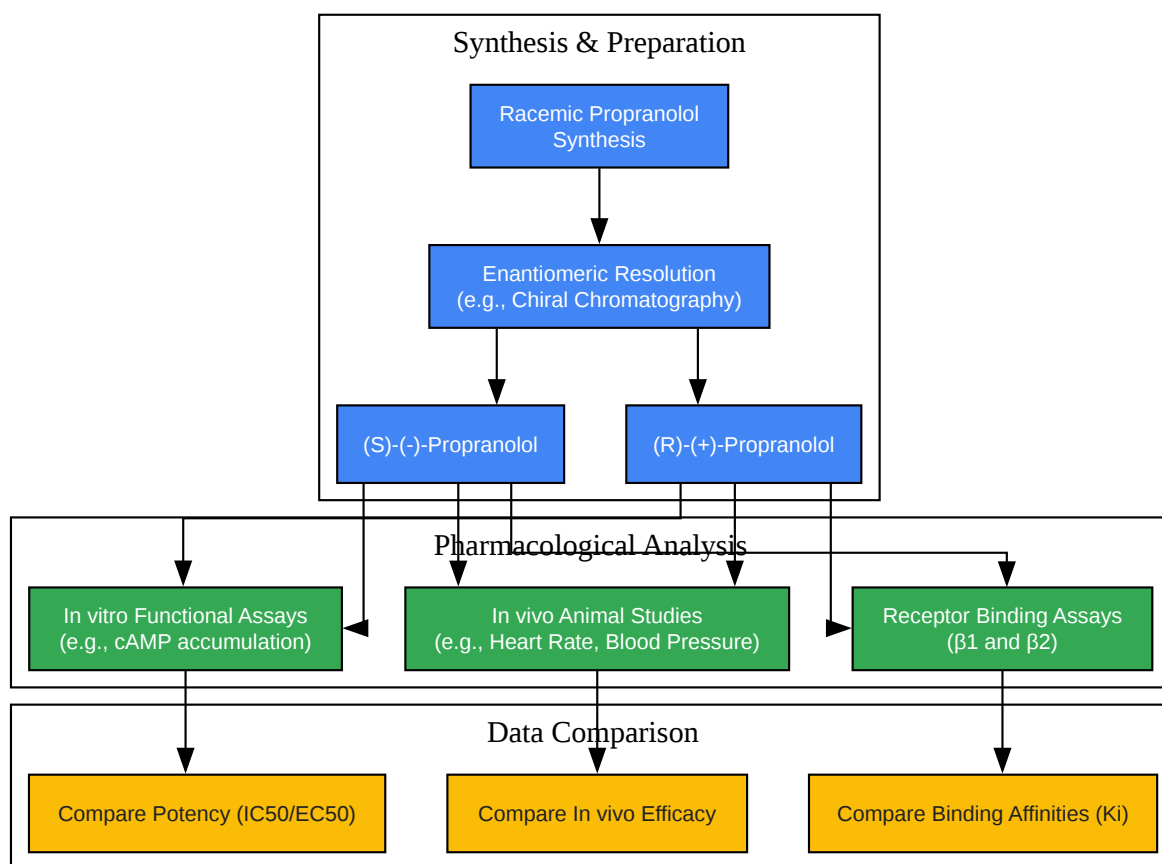 Synthesis & Preparation
Racemic Propranolol
Synthesis
Enantiomeric Resolution
(e.g., Chiral Chromatography)
(S)-(-)-Propranolol
(R)-(+)-Propranolol
Pharmacological Analysis
In vitro Functional Assays
(e.g., cAMP accumulation)
In vivo Animal Studies
(e.g., Heart Rate, Blood Pressure)
Receptor Binding Assays
(β1 and β2)
Data Comparison
Compare Potency (IC50/EC50)
Compare In vivo Efficacy
Compare Binding Affinities (Ki)